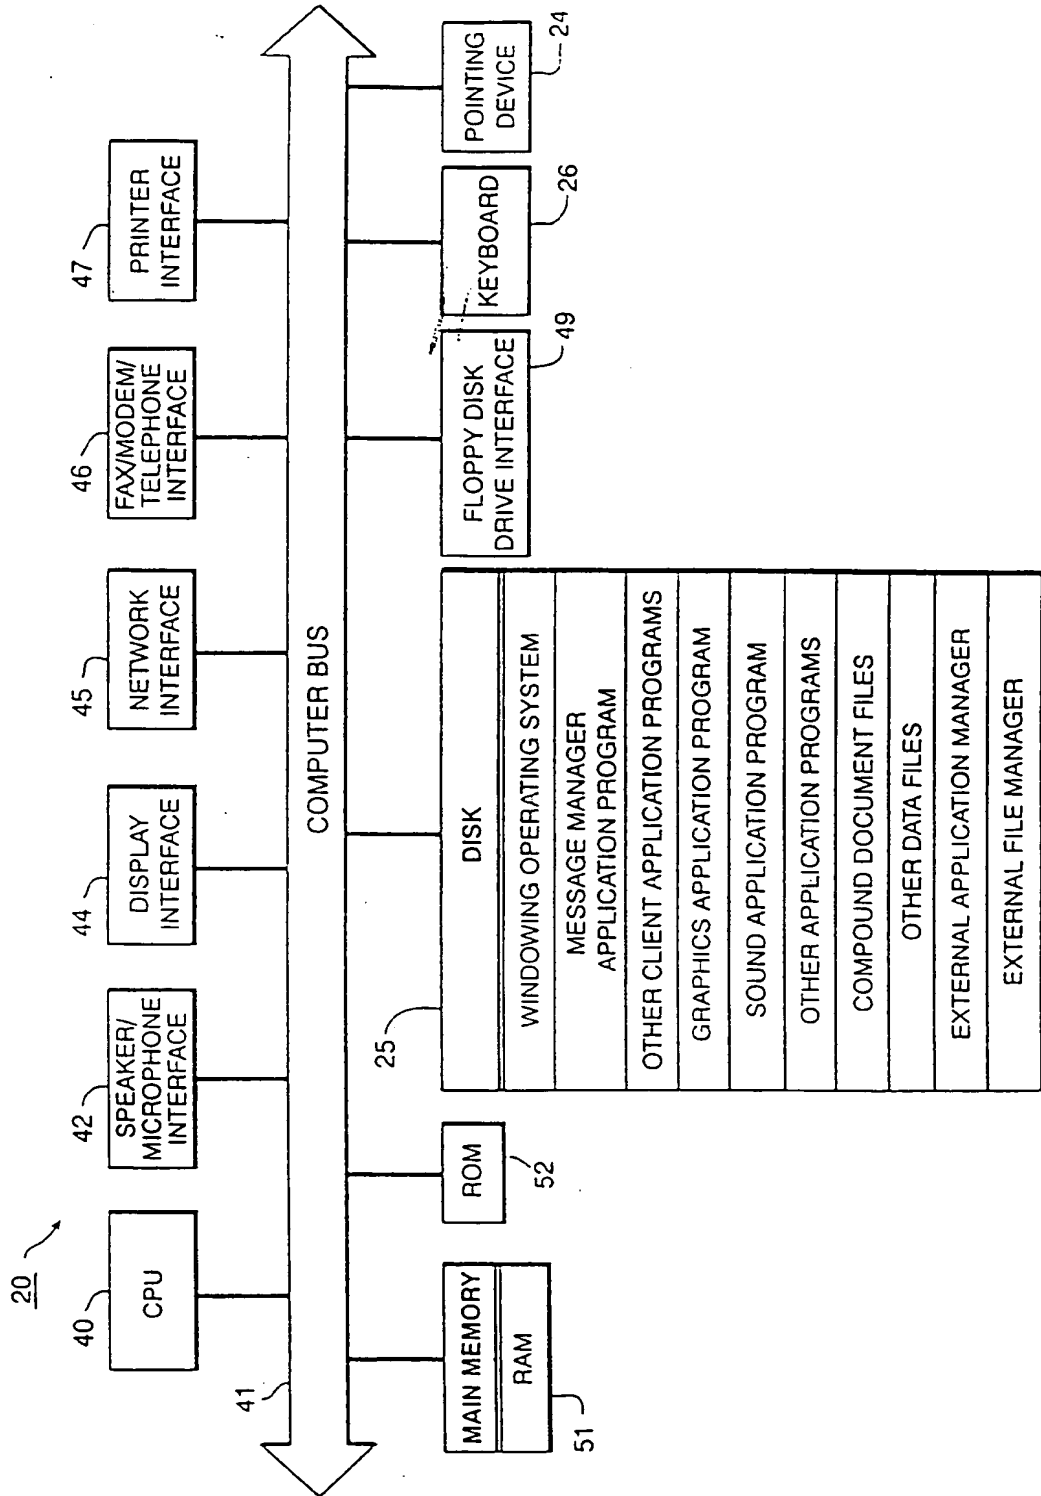 20
40
CPU
42
SPEAKER/
MICROPHONE
INTERFACE
44
DISPLAY
INTERFACE
45
NETWORK
INTERFACE
46
FAX/MODEM/
TELEPHONE
INTERFACE
47
PRINTER
INTERFACE
41
COMPUTER BUS
MAIN MEMORY
RAM
51
ROM
52
25
DISK
WINDOWING OPERATING SYSTEM
MESSAGE MANAGER
APPLICATION PROGRAM
OTHER CLIENT APPLICATION PROGRAMS
GRAPHICS APPLICATION PROGRAM
SOUND APPLICATION PROGRAM
OTHER APPLICATION PROGRAMS
COMPOUND DOCUMENT FILES
OTHER DATA FILES
EXTERNAL APPLICATION MANAGER
EXTERNAL FILE MANAGER
FLOPPY DISK
DRIVE INTERFACE
49
KEYBOARD
26
POINTING
DEVICE
24